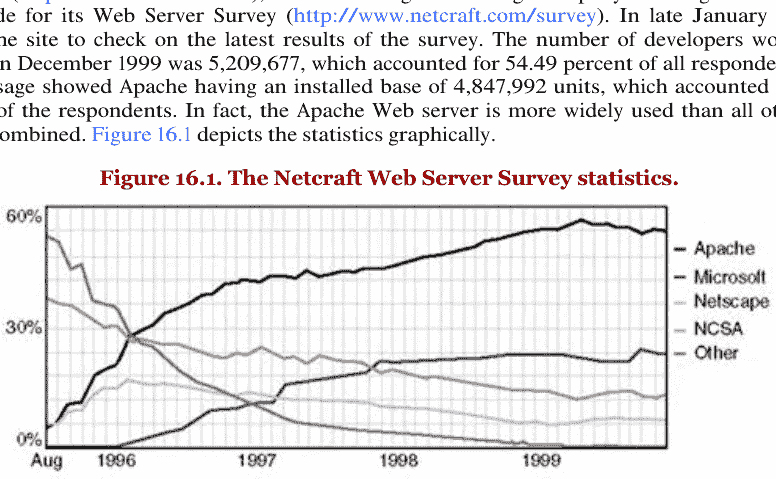 de for its Web Server Survey (http://www.netcraft.com/survey). In late January
he site to check on the latest results of the survey. The number of developers wo
n December 1999 was 5,209,677, which accounted for 54.49 percent of all responde
sage showed Apache having an installed base of 4,847,992 units, which accounted
of the respondents. In fact, the Apache Web server is more widely used than all ot
combined. Figure 16.1 depicts the statistics graphically.
Figure 16.1. The Netcraft Web Server Survey statistics.
60%
30%
0%
Aug 1996 1997 1998 1999
Apache
Microsoft
Netscape
NCSA
Other